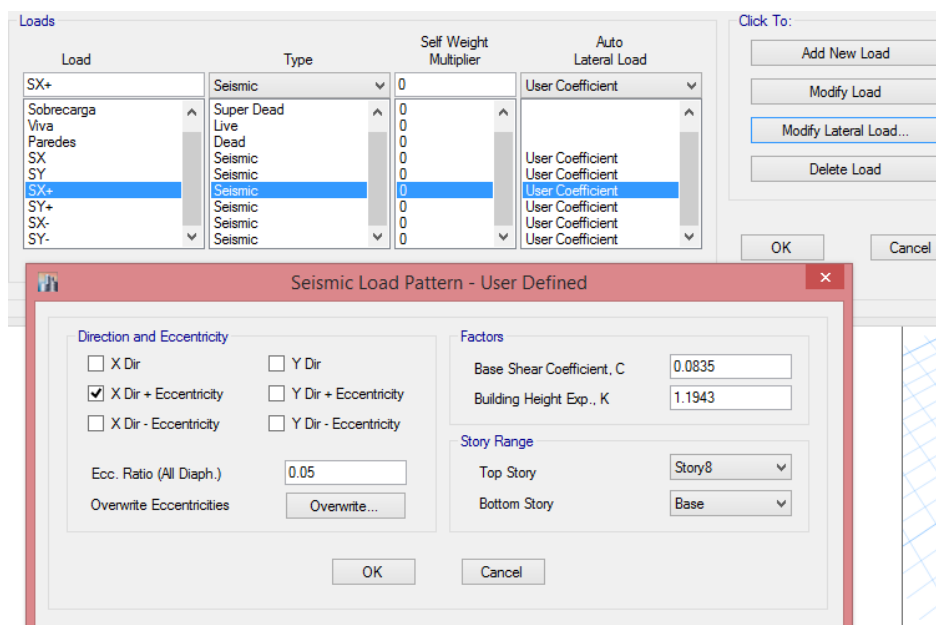 Loads
Click To:
Load Type Self Weight Multiplier Auto Lateral Load
SX+ Seismic 0 User Coefficient
Sobrecarga Super Dead 0
Viva Live 0
Paredes Dead 0
SX Seismic 0 User Coefficient
SY Seismic 0 User Coefficient
SX+ Seismic 0 User Coefficient
SY+ Seismic 0 User Coefficient
SX- Seismic 0 User Coefficient
SY- Seismic 0 User Coefficient
Add New Load
Modify Load
Modify Lateral Load...
Delete Load
OK Cancel
Seismic Load Pattern - User Defined
Direction and Eccentricity
X Dir Y Dir
X Dir + Eccentricity Y Dir + Eccentricity
X Dir - Eccentricity Y Dir - Eccentricity
Ecc. Ratio (All Diaph.) 0.05
Overwrite Eccentricities Overwrite...
Factors
Base Shear Coefficient, C 0.0835
Building Height Exp., K 1.1943
Story Range
Top Story Story8
Bottom Story Base
OK Cancel